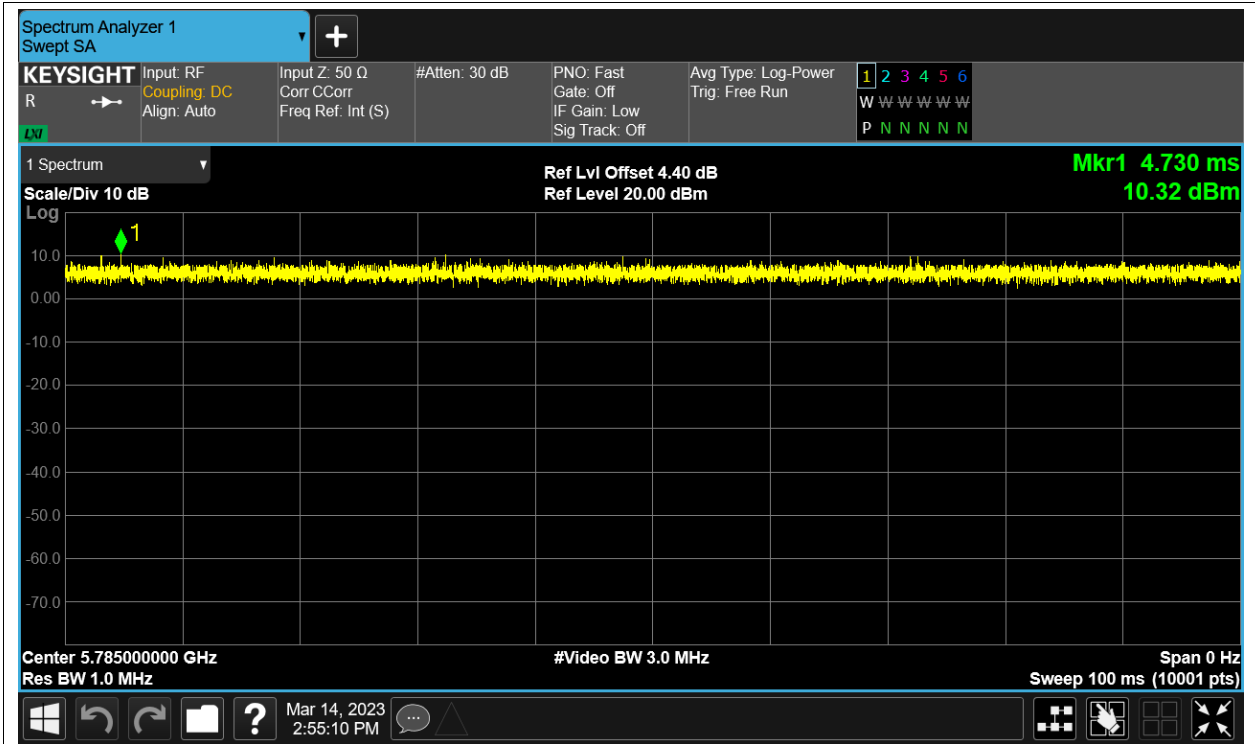 Spectrum Analyzer 1
Swept SA
KEYSIGHT
R
LXI
Input: RF
Coupling: DC
Align: Auto
Input Z: 50 Ω
Corr CCorr
Freq Ref: Int (S)
#Atten: 30 dB
PNO: Fast
Gate: Off
IF Gain: Low
Sig Track: Off
Avg Type: Log-Power
Trig: Free Run
1 2 3 4 5 6
W W W W W W
P N N N N N
1 Spectrum
Scale/Div 10 dB
Log
Ref Lvl Offset 4.40 dB
Ref Level 20.00 dBm
Mkr1 4.730 ms
10.32 dBm
1
10.0
0.00
-10.0
-20.0
-30.0
-40.0
-50.0
-60.0
-70.0
Center 5.785000000 GHz
Res BW 1.0 MHz
#Video BW 3.0 MHz
Span 0 Hz
Sweep 100 ms (10001 pts)
?
Mar 14, 2023
2:55:10 PM